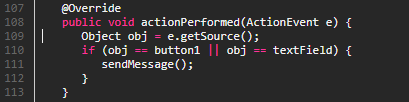 107 @Override
108 public void actionPerformed(ActionEvent e) {
109 Object obj = e.getSource();
110 if (obj == button1 || obj == textField) {
111 sendMessage();
112 }
113 }